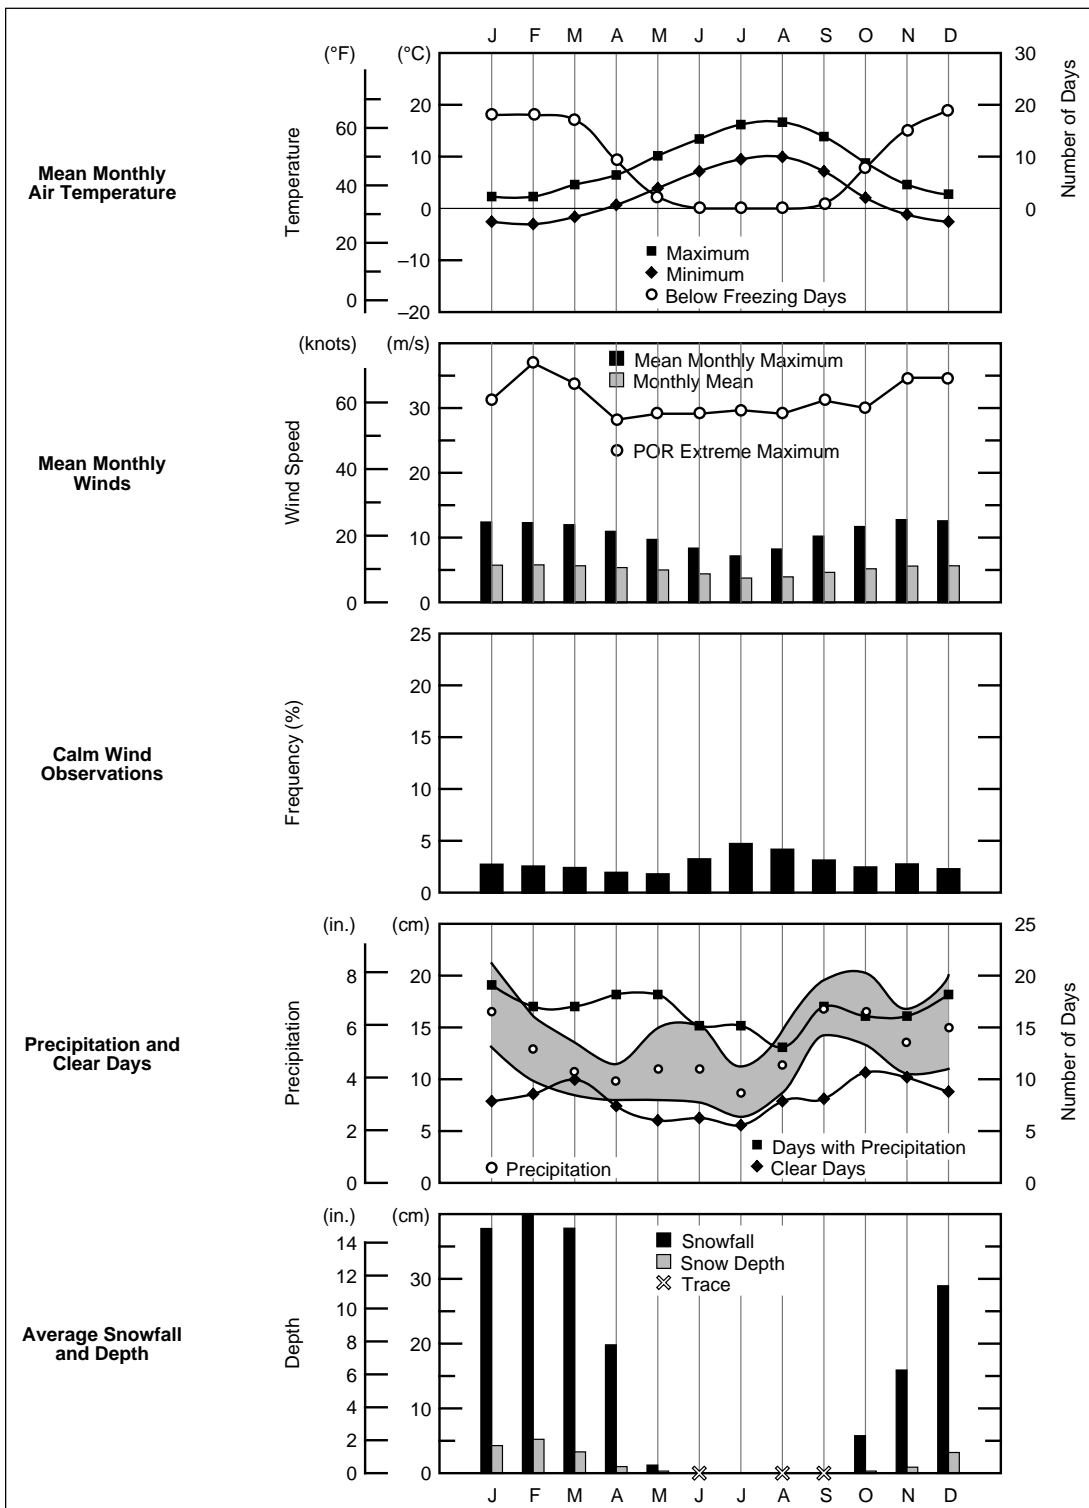 J F M A M J J A S O N D
(°F) (°C)
Mean Monthly
Air Temperature
Temperature
60
40
20
0
20
10
0
–10
–20
30
20
10
0
Number of Days
Maximum
Minimum
Below Freezing Days
(knots) (m/s)
Mean Monthly
Winds
Wind Speed
60
40
20
0
30
20
10
0
Mean Monthly Maximum
Monthly Mean
POR Extreme Maximum
Calm Wind
Observations
Frequency (%)
25
20
15
10
5
0
(in.) (cm)
Precipitation and
Clear Days
Precipitation
8
6
4
2
0
20
15
10
5
0
25
20
15
10
5
0
Number of Days
Days with Precipitation
Precipitation
Clear Days
(in.) (cm)
Average Snowfall
and Depth
Depth
14
12
10
8
6
4
2
0
30
20
10
0
Snowfall
Snow Depth
Trace
J F M A M J J A S O N D